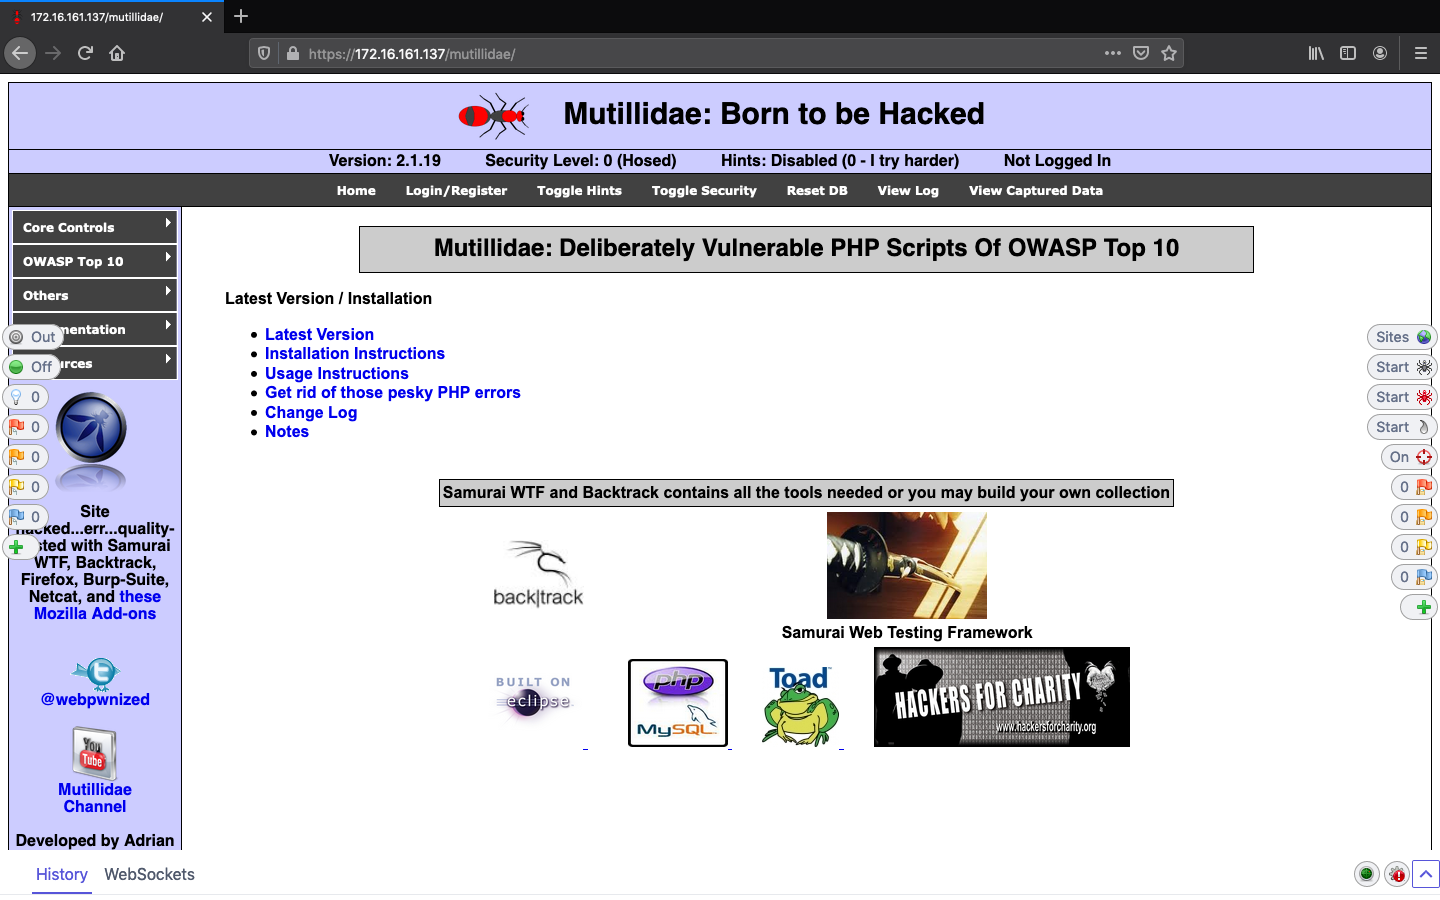 172.16.161.137/mutillidae/
https://172.16.161.137/mutillidae/
Mutillidae: Born to be Hacked
Version: 2.1.19 Security Level: 0 (Hosed) Hints: Disabled (0 - I try harder) Not Logged In
Home Login/Register Toggle Hints Toggle Security Reset DB View Log View Captured Data
Core Controls
OWASP Top 10
Others
mentation
urces
Out
Off
0
0
0
0
0
Site
hacked...err...quality-
sted with Samurai
WTF, Backtrack,
Firefox, Burp-Suite,
Netcat, and these
Mozilla Add-ons
@webpwnized
You
Tube
Mutillidae
Channel
Developed by Adrian
Mutillidae: Deliberately Vulnerable PHP Scripts Of OWASP Top 10
Latest Version / Installation
Latest Version
Installation Instructions
Usage Instructions
Get rid of those pesky PHP errors
Change Log
Notes
Samurai WTF and Backtrack contains all the tools needed or you may build your own collection
back|track
Samurai Web Testing Framework
BUILT ON
eclipse
php
MySQL
Toad
HACKERS FOR CHARITY
www.hackersforcharity.org
Sites
Start
Start
Start
On
0
0
0
0
History WebSockets